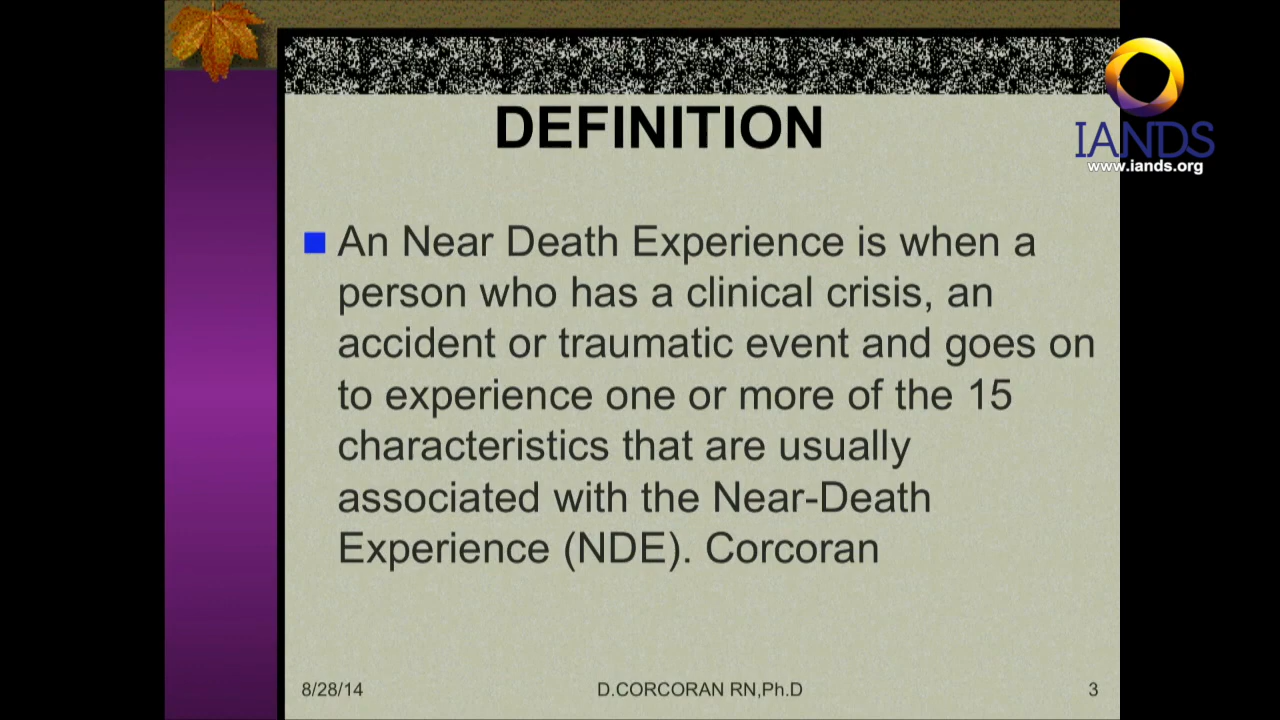 IANDS
www.iands.org
DEFINITION
An Near Death Experience is when a
person who has a clinical crisis, an
accident or traumatic event and goes on
to experience one or more of the 15
characteristics that are usually
associated with the Near-Death
Experience (NDE). Corcoran
8/28/14
D.CORCORAN RN,Ph.D
3